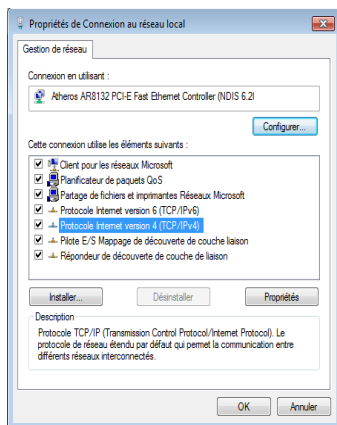 Propriétés de Connexion au réseau local
Gestion de réseau
Connexion en utilisant :
Atheros AR8132 PCI-E Fast Ethernet Controller (NDIS 6.2(
Configurer...
Cette connexion utilise les éléments suivants :
Client pour les réseaux Microsoft
Planificateur de paquets QoS
Partage de fichiers et imprimantes Réseaux Microsoft
Protocole Internet version 6 (TCP/IPv6)
Protocole Internet version 4 (TCP/IPv4)
Pilote E/S Mappage de découverte de couche liaison
Répondeur de découverte de couche de liaison
Installer... Désinstaller Propriétés
Description
Protocole TCP/IP (Transmission Control Protocol/Internet Protocol). Le
protocole de réseau étendu par défaut qui permet la communication entre
différents réseaux interconnectés.
OK Annuler